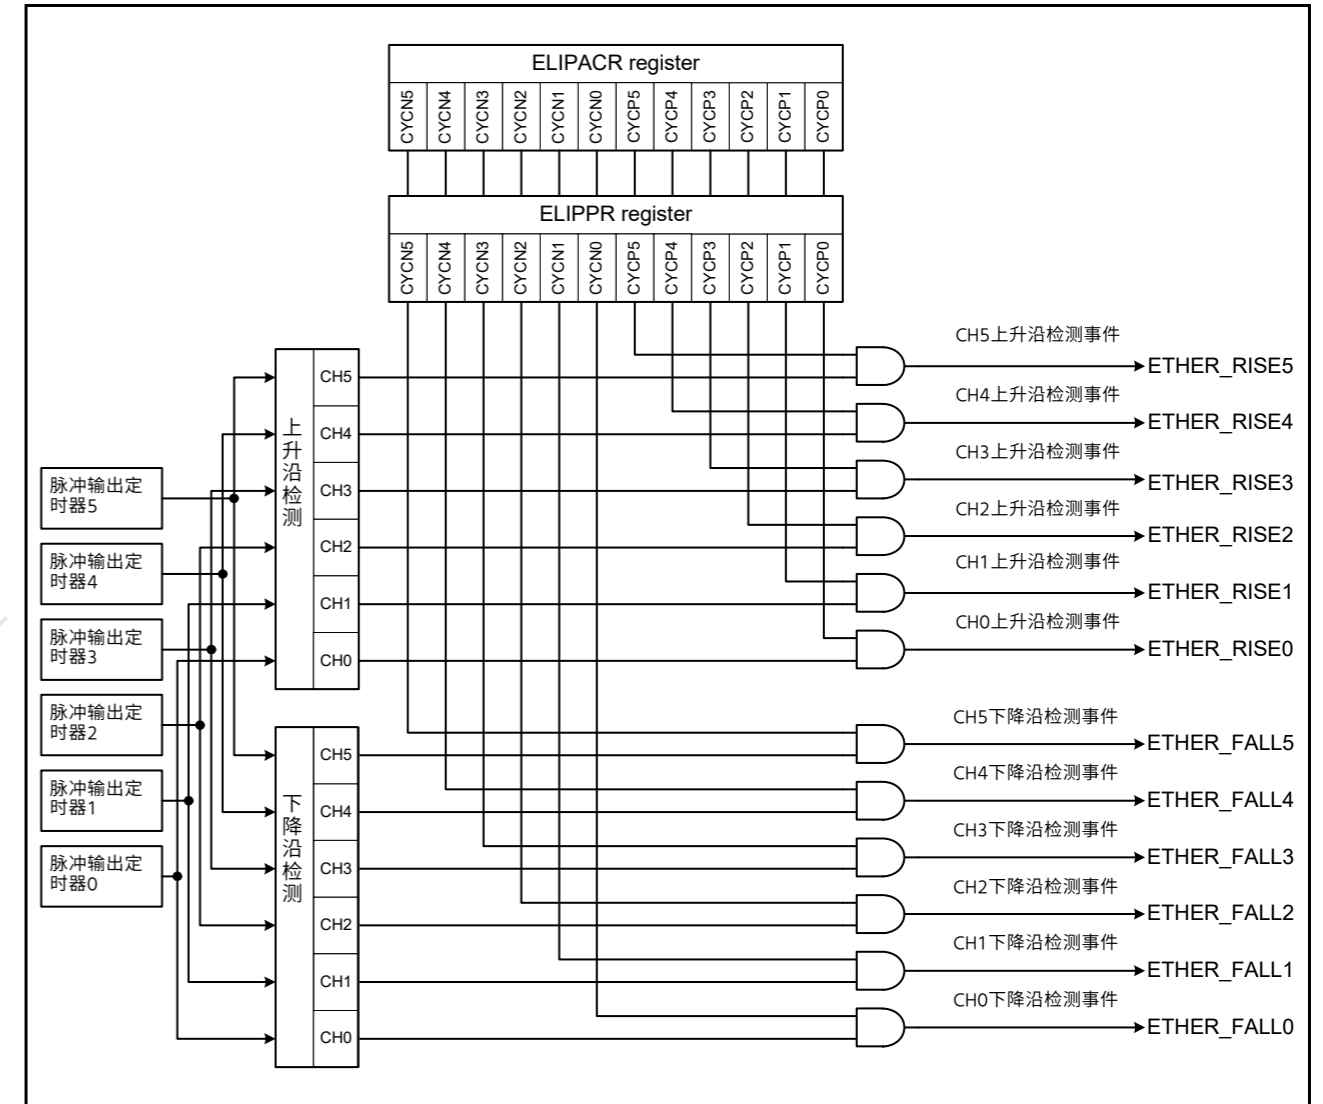 ELIPACR register
CYCN5 CYCN4 CYCN3 CYCN2 CYCN1 CYCN0 CYCP5 CYCP4 CYCP3 CYCP2 CYCP1 CYCP0
ELIPPR register
CYCN5 CYCN4 CYCN3 CYCN2 CYCN1 CYCN0 CYCP5 CYCP4 CYCP3 CYCP2 CYCP1 CYCP0
脉冲输出定
时器5
脉冲输出定
时器4
脉冲输出定
时器3
脉冲输出定
时器2
脉冲输出定
时器1
脉冲输出定
时器0
上升沿检测
CH5
CH4
CH3
CH2
CH1
CH0
下降沿检测
CH5
CH4
CH3
CH2
CH1
CH0
CH5上升沿检测事件
ETHER_RISE5
CH4上升沿检测事件
ETHER_RISE4
CH3上升沿检测事件
ETHER_RISE3
CH2上升沿检测事件
ETHER_RISE2
CH1上升沿检测事件
ETHER_RISE1
CH0上升沿检测事件
ETHER_RISE0
CH5下降沿检测事件
ETHER_FALL5
CH4下降沿检测事件
ETHER_FALL4
CH3下降沿检测事件
ETHER_FALL3
CH2下降沿检测事件
ETHER_FALL2
CH1下降沿检测事件
ETHER_FALL1
CH0下降沿检测事件
ETHER_FALL0